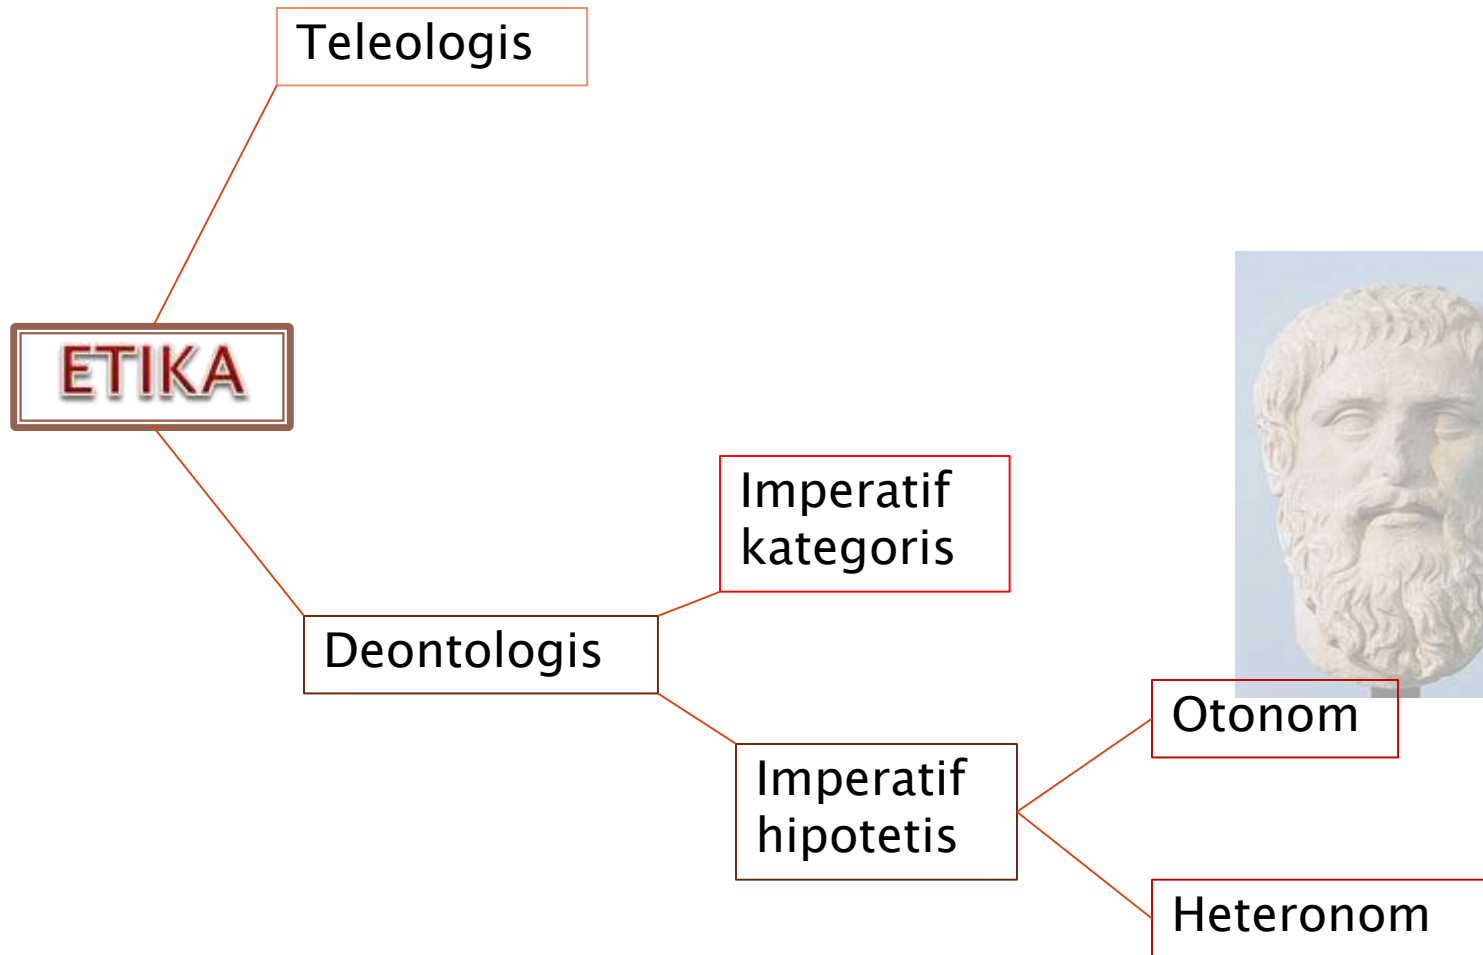 Teleologis
ETIKA
Imperatif
kategoris
Deontologis
Otonom
Imperatif
hipotetis
Heteronom